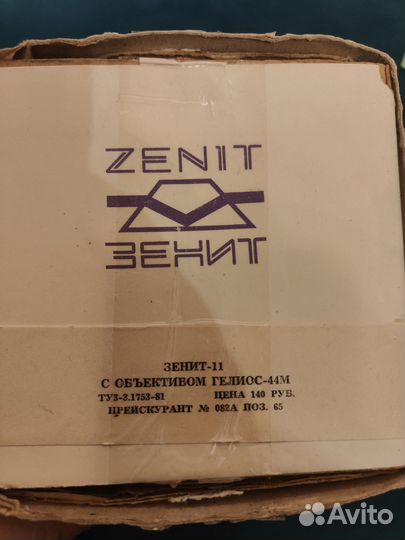 ZENIT
ЗЕНИТ
ЗЕНИТ-11
С ОБЪЕКТИВОМ ГЕЛИОС-44М
ТУ3-3.1753-81 ЦЕНА 140 РУБ.
ПРЕЙСКУРАНТ № 082А ПОЗ. 65
Avito